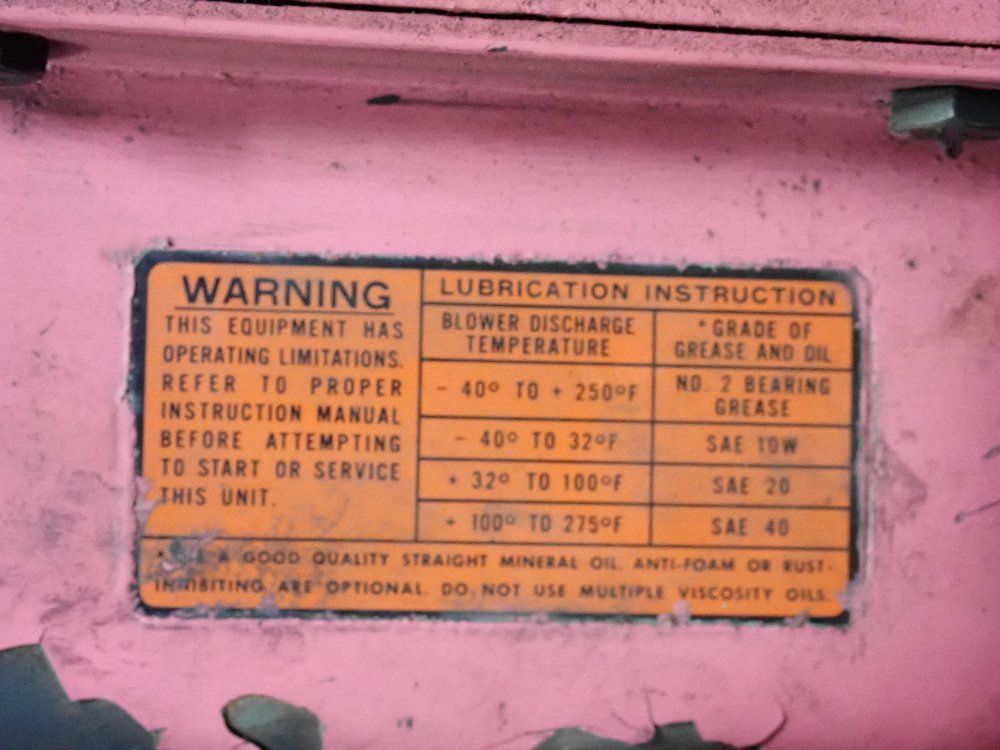 WARNING
THIS EQUIPMENT HAS
OPERATING LIMITATIONS.
REFER TO PROPER
INSTRUCTION MANUAL
BEFORE ATTEMPTING
TO START OR SERVICE
THIS UNIT.
LUBRICATION INSTRUCTION
BLOWER DISCHARGE
TEMPERATURE
*GRADE OF
GREASE AND OIL
- 40° TO + 250°F
NO. 2 BEARING
GREASE
- 40° TO 32°F
SAE 10W
+ 32° TO 100°F
SAE 20
+ 100° TO 275°F
SAE 40
A GOOD QUALITY STRAIGHT MINERAL OIL. ANTI-FOAM OR RUST-
INHIBITING ARE OPTIONAL. DO NOT USE MULTIPLE VISCOSITY OILS.